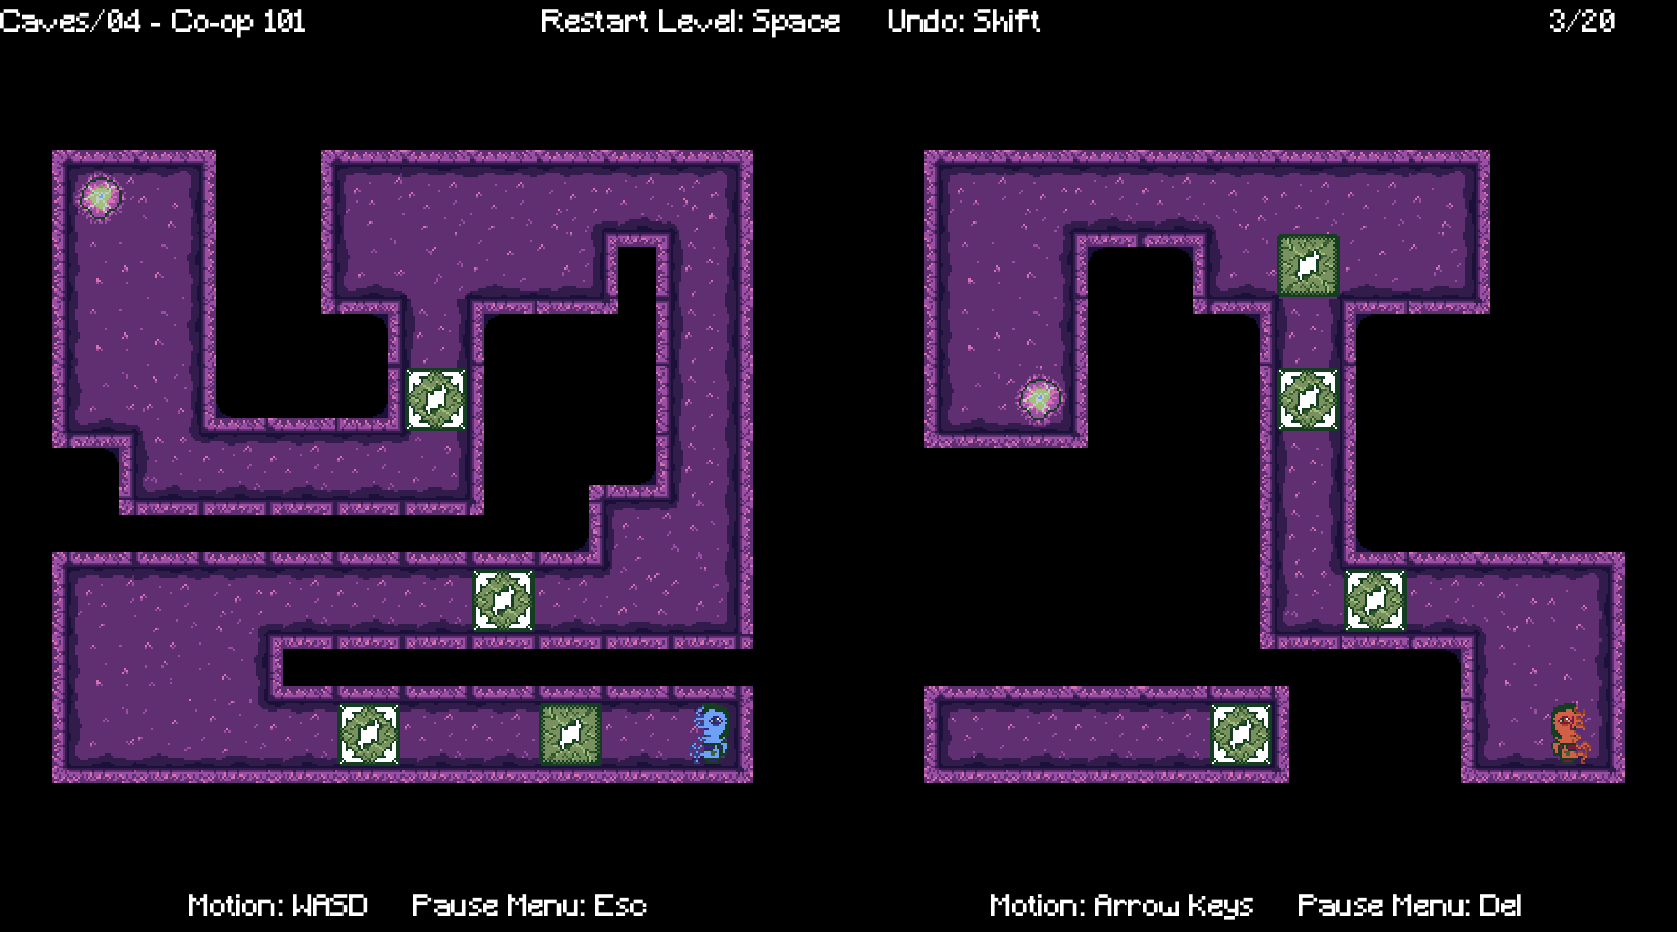 Caves/04 - Co-op 101 Restart Level: Space Undo: Shift 3/20
Motion: WASD Pause Menu: Esc Motion: Arrow Keys Pause Menu: Del